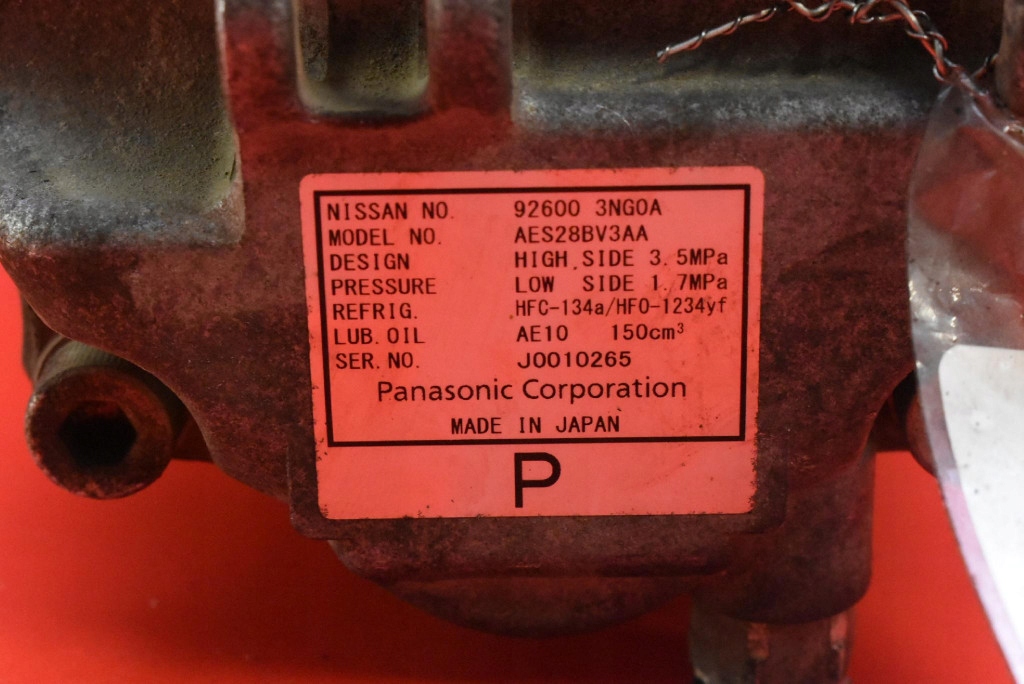 NISSAN NO. 92600 3NG0A
MODEL NO. AES28BV3AA
DESIGN HIGH SIDE 3.5MPa
PRESSURE LOW SIDE 1.7MPa
REFRIG. HFC-134a/HFO-1234yf
LUB.OIL AE10 150cm³
SER.NO. J0010265
Panasonic Corporation
MADE IN JAPAN
P